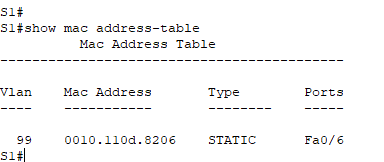 S1#
S1#show mac address-table
Mac Address Table
-------------------------------------------
Vlan    Mac Address       Type        Ports
----    -----------       --------    -----
99    0010.110d.8206    STATIC      Fa0/6
S1#